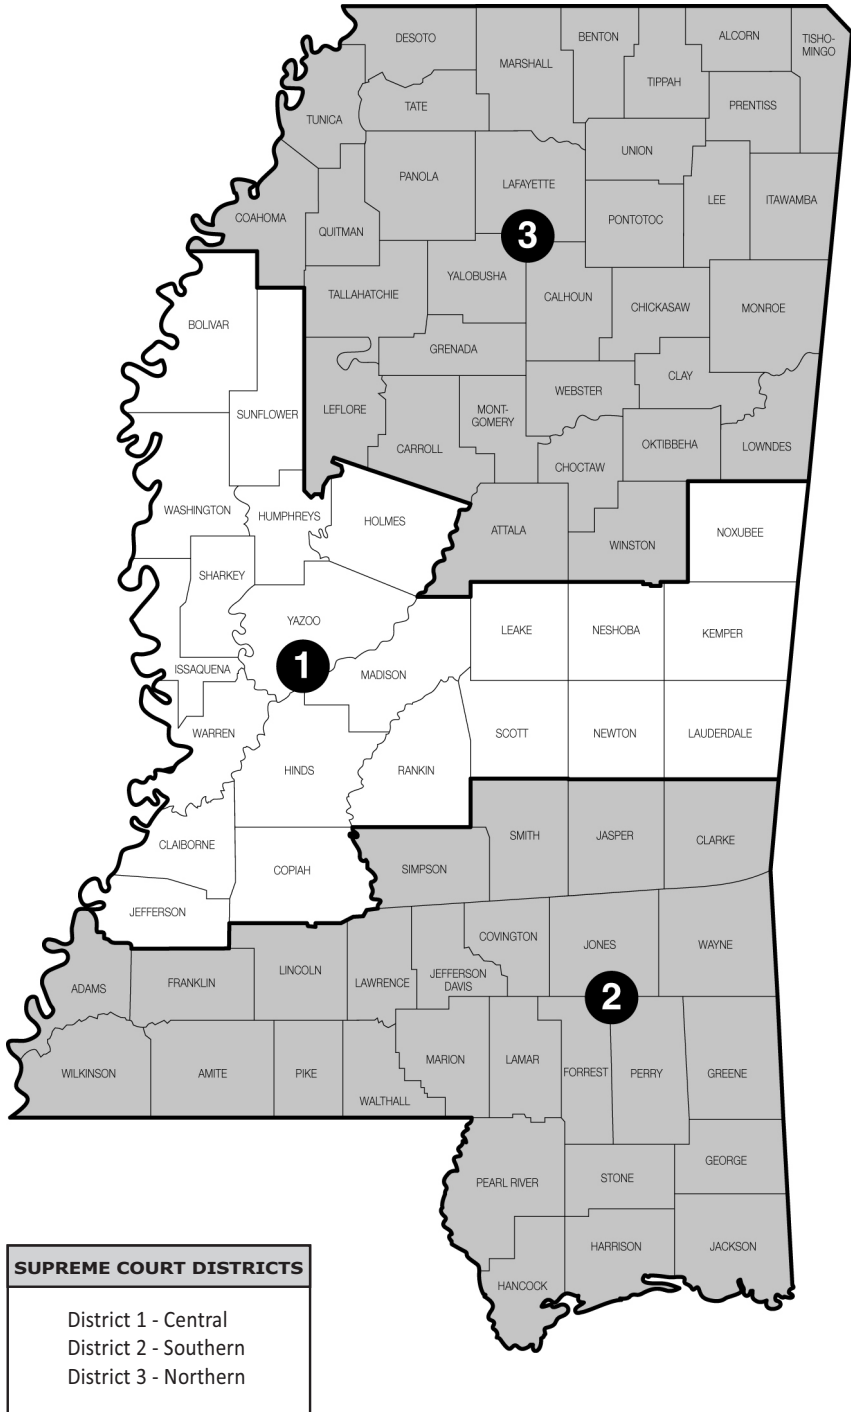 DESOTO
BENTON
ALCORN
TISHO-
MINGO
MARSHALL
TIPPAH
TATE
PRENTISS
TUNICA
UNION
PANOLA
LAFAYETTE
LEE
ITAWAMBA
COAHOMA
QUITMAN
PONTOTOC
3
YALOBUSHA
TALLAHATCHIE
CALHOUN
CHICKASAW
MONROE
BOLIVAR
GRENADA
CLAY
WEBSTER
SUNFLOWER
LEFLORE
MONT-
GOMERY
CARROLL
OKTIBBEHA
LOWNDES
CHOCTAW
WASHINGTON
HUMPHREYS
HOLMES
ATTALA
WINSTON
NOXUBEE
SHARKEY
YAZOO
LEAKE
NESHOBA
KEMPER
1
ISSAQUENA
MADISON
WARREN
SCOTT
NEWTON
LAUDERDALE
HINDS
RANKIN
CLAIBORNE
SMITH
JASPER
CLARKE
COPIAH
SIMPSON
JEFFERSON
COVINGTON
JONES
WAYNE
LINCOLN
ADAMS
FRANKLIN
LAWRENCE
JEFFERSON
DAVIS
2
WILKINSON
AMITE
PIKE
MARION
LAMAR
FORREST
PERRY
GREENE
WALTHALL
GEORGE
PEARL RIVER
STONE
HARRISON
JACKSON
HANCOCK
SUPREME COURT DISTRICTS
District 1 - Central
District 2 - Southern
District 3 - Northern